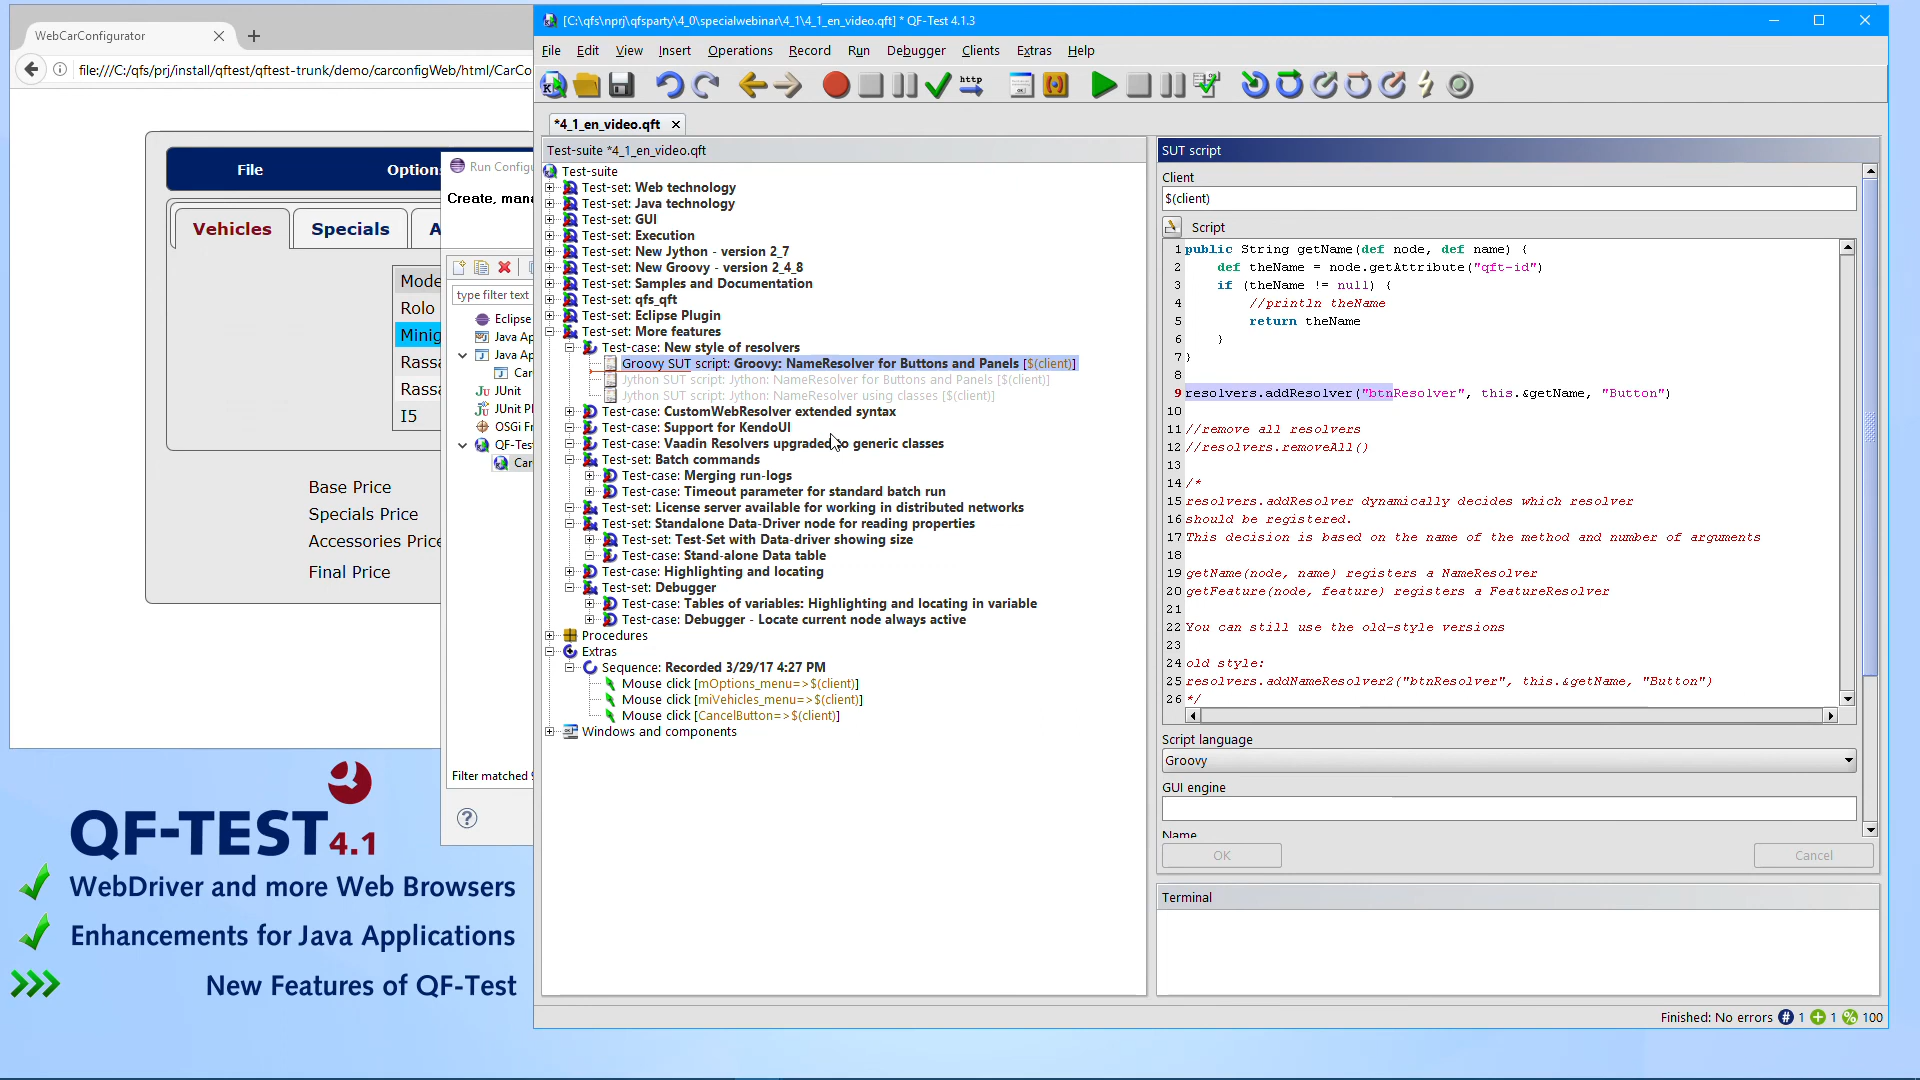 WebCarConfigurator
file:///C:/qfs/prj/install/qftest/qftest-trunk/demo/carconfigWeb/html/CarCo
File
Option
Vehicles
Specials
A
Mode
Rolo
Minig
Rassa
Rassa
I5
Base Price
Specials Price
Accessories Price
Final Price
Run Configu
Create, mana
type filter text
Eclipse
Java Ap
Java Ap
Car
JUnit
JUnit Pl
OSGi Fr
QF-Tes
Car
Filter matched 9
QF-TEST 4.1
WebDriver and more Web Browsers
Enhancements for Java Applications
New Features of QF-Test
[C:\qfs\nprj\qfsparty\4_0\specialwebinar\4_1\4_1_en_video.qft] * QF-Test 4.1.3
File Edit View Insert Operations Record Run Debugger Clients Extras Help
http
*4_1_en_video.qft
Test-suite *4_1_en_video.qft
Test-suite
Test-set: Web technology
Test-set: Java technology
Test-set: GUI
Test-set: Execution
Test-set: New Jython - version 2_7
Test-set: New Groovy - version 2_4_8
Test-set: Samples and Documentation
Test-set: qfs_qft
Test-set: Eclipse Plugin
Test-set: More features
Test-case: New style of resolvers
Groovy SUT script: Groovy: NameResolver for Buttons and Panels [$(client)]
Jython SUT script: Jython: NameResolver for Buttons and Panels [$(client)]
Jython SUT script: Jython: NameResolver using classes [$(client)]
Test-case: CustomWebResolver extended syntax
Test-case: Support for KendoUI
Test-case: Vaadin Resolvers upgraded to generic classes
Test-set: Batch commands
Test-case: Merging run-logs
Test-case: Timeout parameter for standard batch run
Test-set: License server available for working in distributed networks
Test-set: Standalone Data-Driver node for reading properties
Test-set: Test-Set with Data-driver showing size
Test-case: Stand-alone Data table
Test-case: Highlighting and locating
Test-set: Debugger
Test-case: Tables of variables: Highlighting and locating in variable
Test-case: Debugger - Locate current node always active
Procedures
Extras
Sequence: Recorded 3/29/17 4:27 PM
Mouse click [mOptions_menu=>$(client)]
Mouse click [miVehicles_menu=>$(client)]
Mouse click [CancelButton=>$(client)]
Windows and components
SUT script
Client
$(client)
Script
1 public String getName(def node, def name) {
2 def theName = node.getAttribute("qft-id")
3 if (theName != null) {
4 //println theName
5 return theName
6 }
7 }
8
9 resolvers.addResolver("btnResolver", this.&getName, "Button")
10
11 //remove all resolvers
12 //resolvers.removeAll()
13
14 /*
15 resolvers.addResolver dynamically decides which resolver
16 should be registered.
17 This decision is based on the name of the method and number of arguments
18
19 getName(node, name) registers a NameResolver
20 getFeature(node, feature) registers a FeatureResolver
21
22 You can still use the old-style versions
23
24 old style:
25 resolvers.addNameResolver2("btnResolver", this.&getName, "Button")
26 */
Script language
Groovy
GUI engine
Name
OK
Cancel
Terminal
Finished: No errors # 1 1 % 100